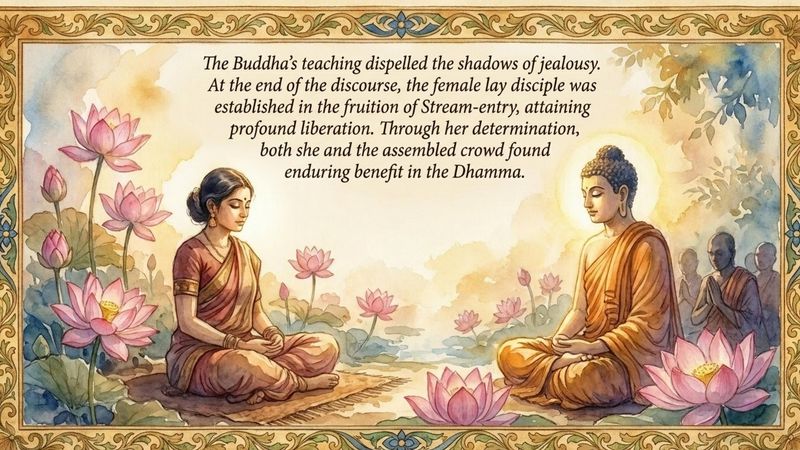 The Buddha's teaching dispelled the shadows of jealousy.
At the end of the discourse, the female lay disciple was
established in the fruition of Stream-entry, attaining
profound liberation. Through her determination,
both she and the assembled crowd found
enduring benefit in the Dhamma.